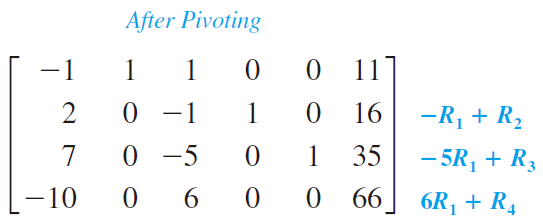 After Pivoting
−1 1 1 0 0 11
2 0 −1 1 0 16 −R₁ + R₂
7 0 −5 0 1 35 −5R₁ + R₃
−10 0 6 0 0 66 6R₁ + R₄